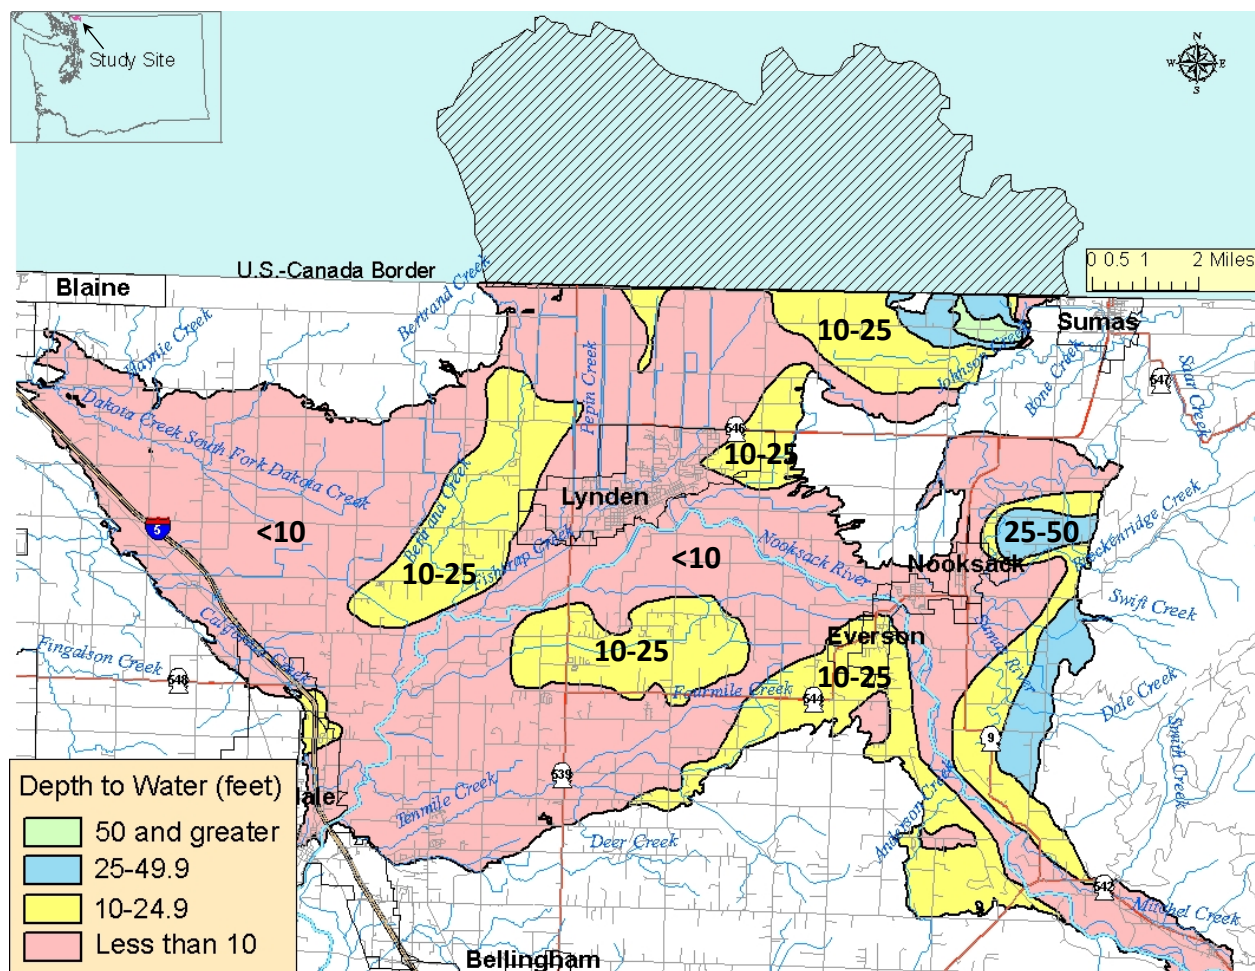 Study Site
N
W E
S
U.S.-Canada Border
0 0.5 1 2 Miles
Blaine
Sumas
Bertrand Creek
10-25
Johnson Creek
Bone Creek
547
Saar Creek
Dakota Creek South Fork Dakota Creek
Pepin Creek
546
10-25
Lynden
Bertrand Creek
5
<10
25-50
Breckenridge Creek
Fishtrap Creek
<10
Nooksack River
Nooksack
10-25
Swift Creek
California Creek
Everson
Sumas River
Fingalson Creek
10-25
548
10-25
Fourmile Creek
544
Dale Creek
9
Smith Creek
539
Tenmile Creek
Anderson Creek
Deer Creek
542
Mitchel Creek
Bellingham
Depth to Water (feet)
50 and greater
25-49.9
10-24.9
Less than 10